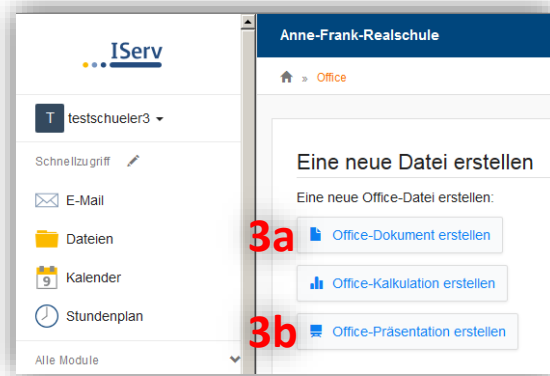 IServ
T testschueler3
Schnellzugriff
E-Mail
Dateien
9 Kalender
Stundenplan
Alle Module
Anne-Frank-Realschule
» Office
Eine neue Datei erstellen
Eine neue Office-Datei erstellen:
3a Office-Dokument erstellen
Office-Kalkulation erstellen
3b Office-Präsentation erstellen